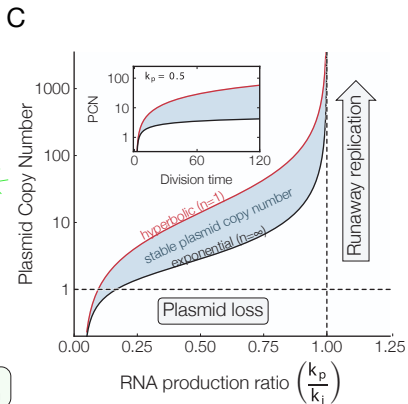 C
1000
100
10
1
Plasmid Copy Number
100
10
1
PCN
k_p = 0.5
0
60
120
Division time
hyperbolic (n=1)
stable plasmid copy number
exponential (n=∞)
Plasmid loss
Runaway replication
0.00
0.25
0.50
0.75
1.00
1.25
RNA production ratio (k_p/k_i)